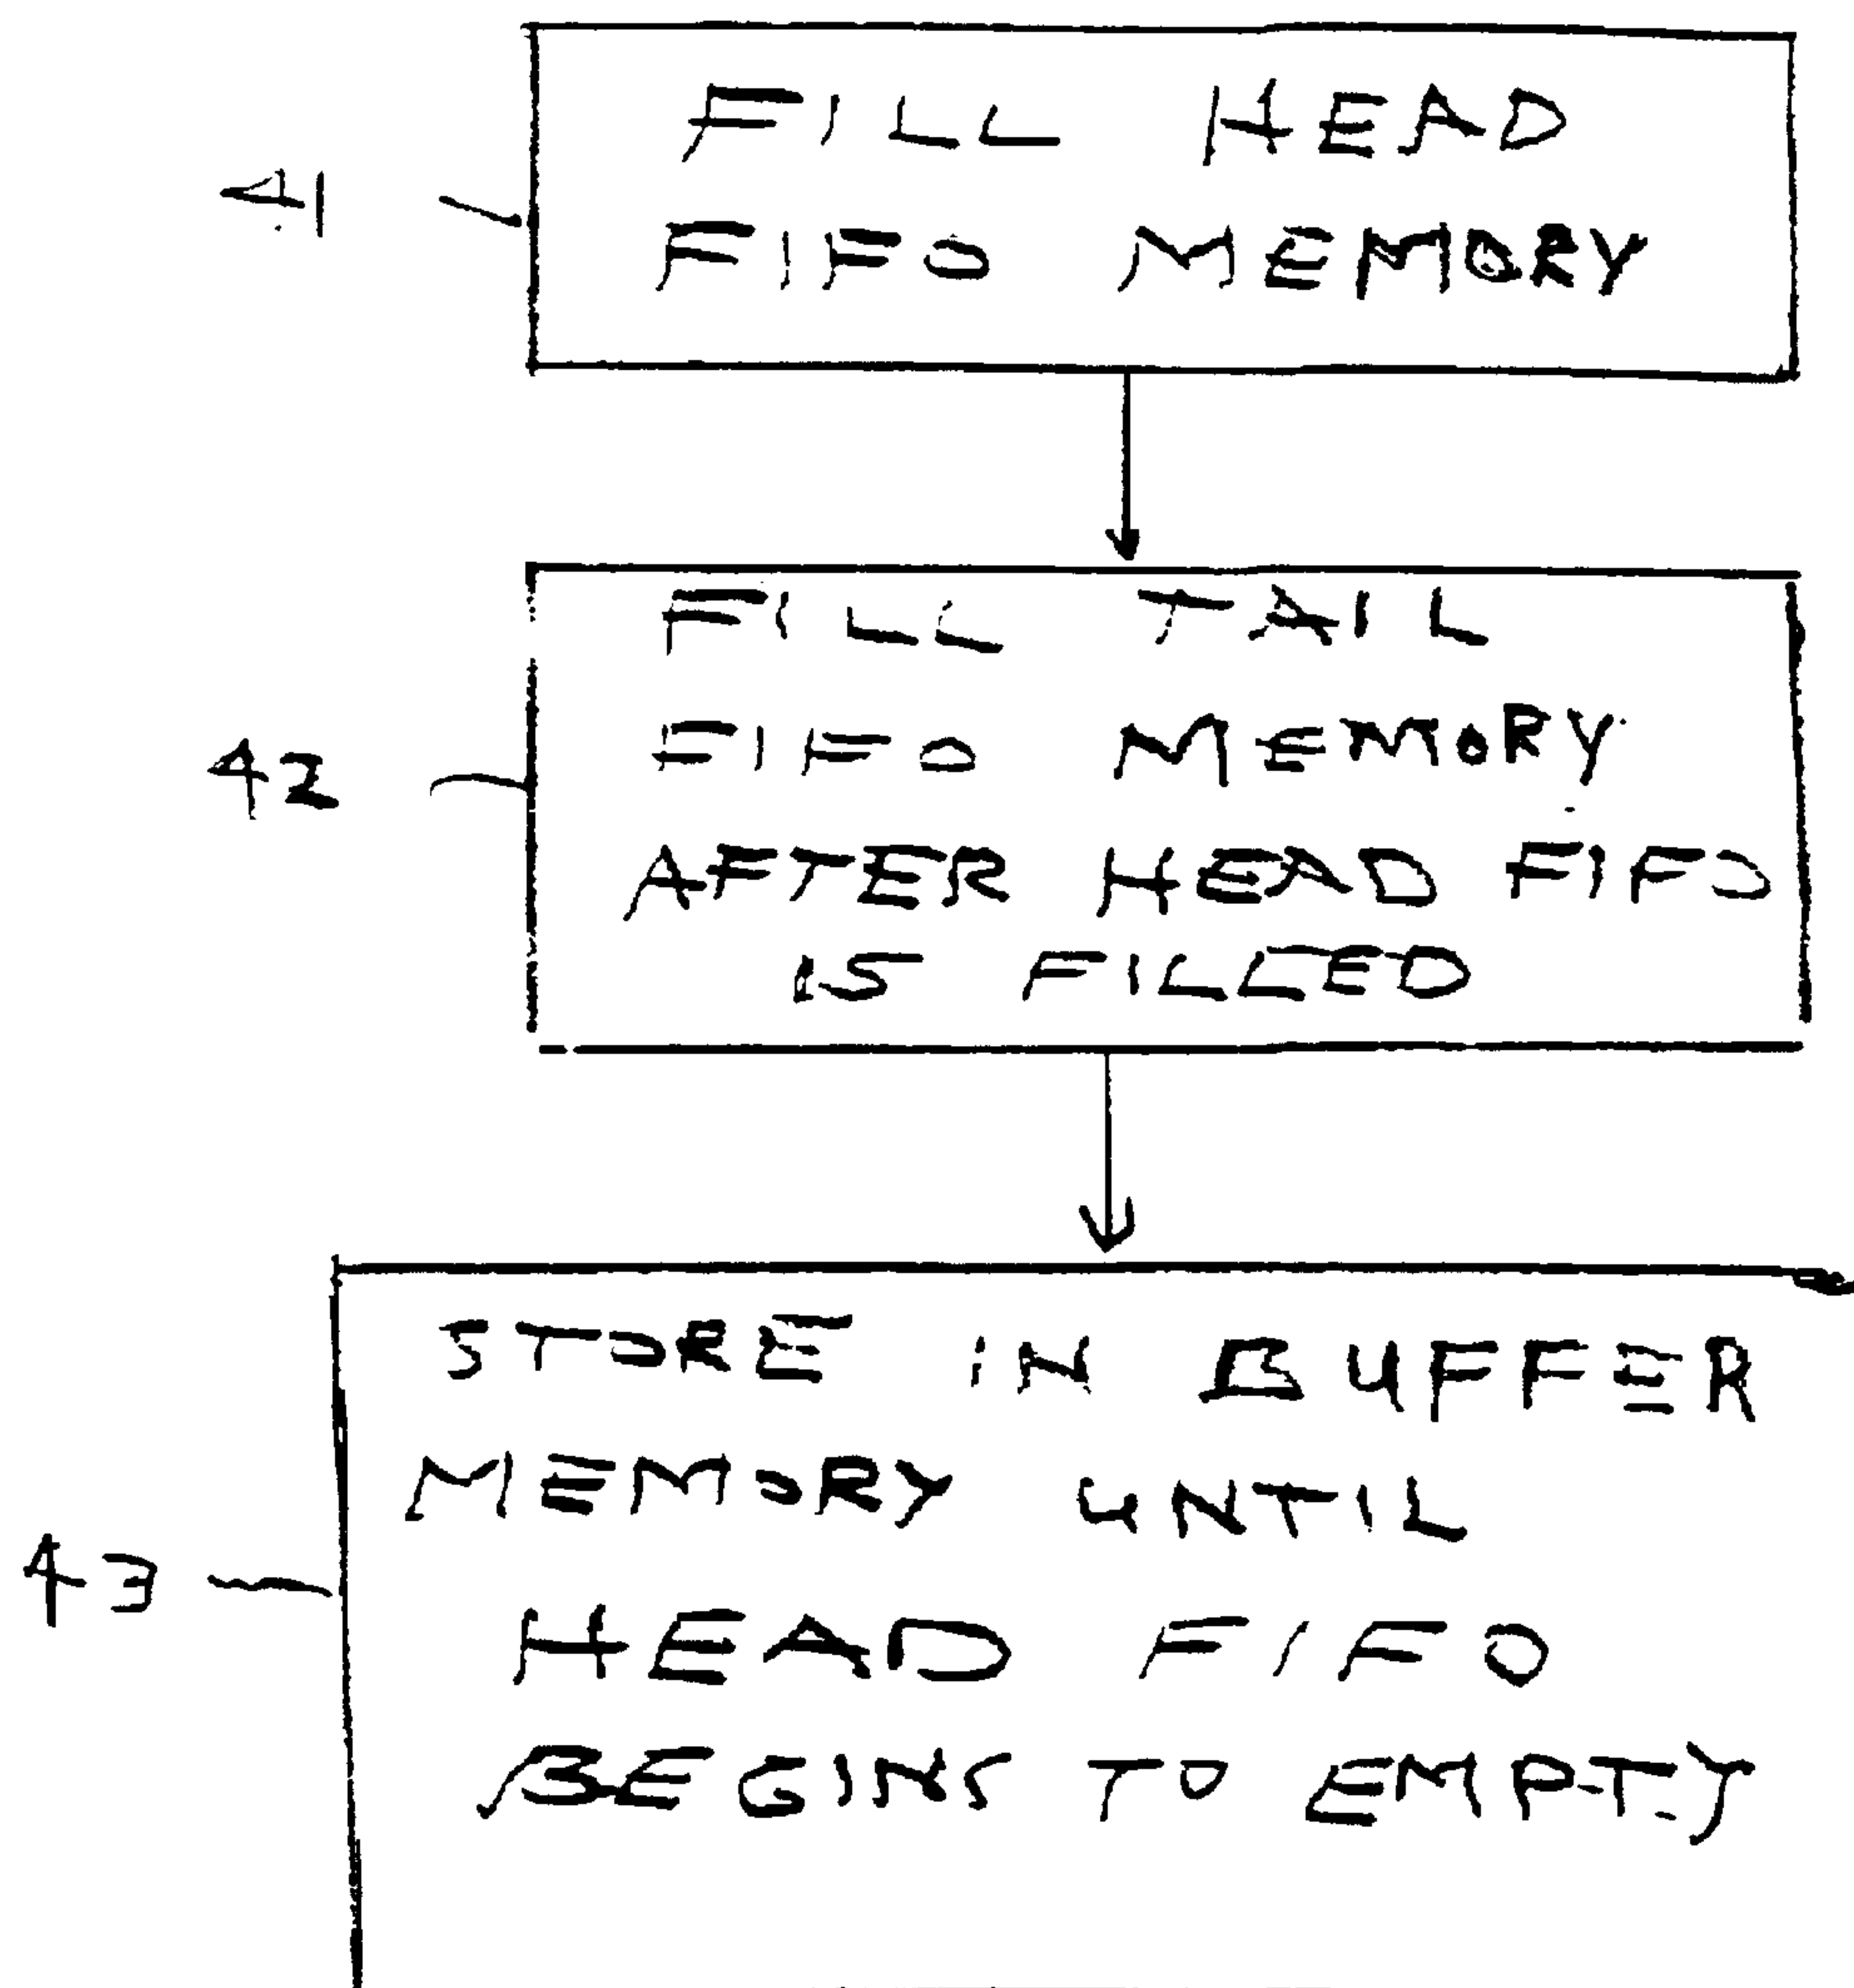 FILL HEAD
41
FIFO MEMORY
FILL TAIL
FIFO MEMORY
42
AFTER HEAD FIFO
IS FILLED
STORE IN BUFFER
MEMORY UNTIL
43
HEAD FIFO
BEGINS TO EMPTY